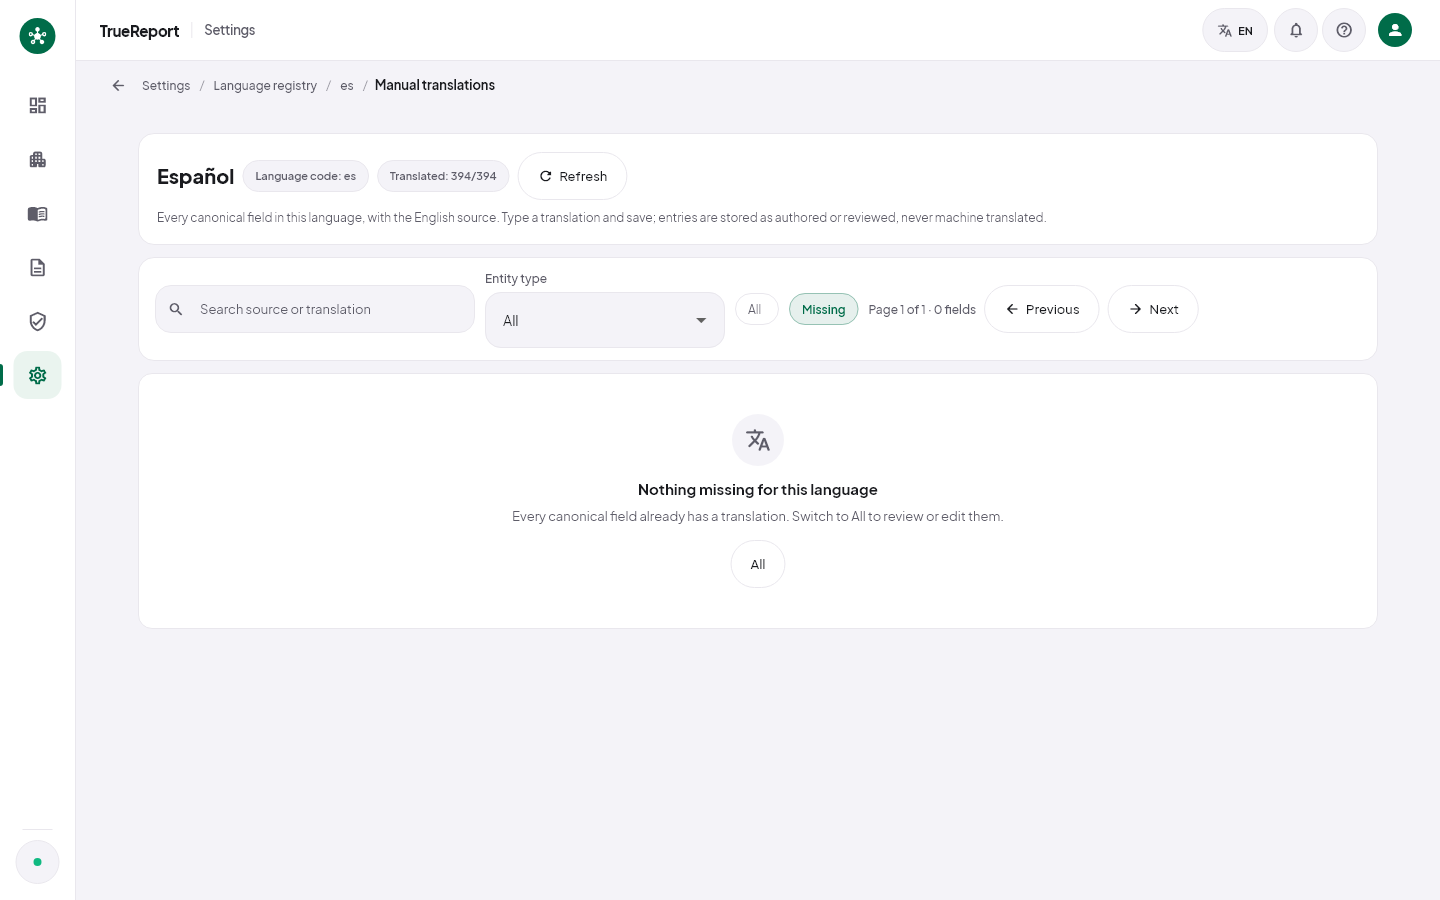 TrueReport
Settings
EN
Settings / Language registry / es / Manual translations
Español
Language code: es
Translated: 394/394
Refresh
Every canonical field in this language, with the English source. Type a translation and save; entries are stored as authored or reviewed, never machine translated.
Search source or translation
Entity type
All
All
Missing
Page 1 of 1 · 0 fields
Previous
Next
Nothing missing for this language
Every canonical field already has a translation. Switch to All to review or edit them.
All